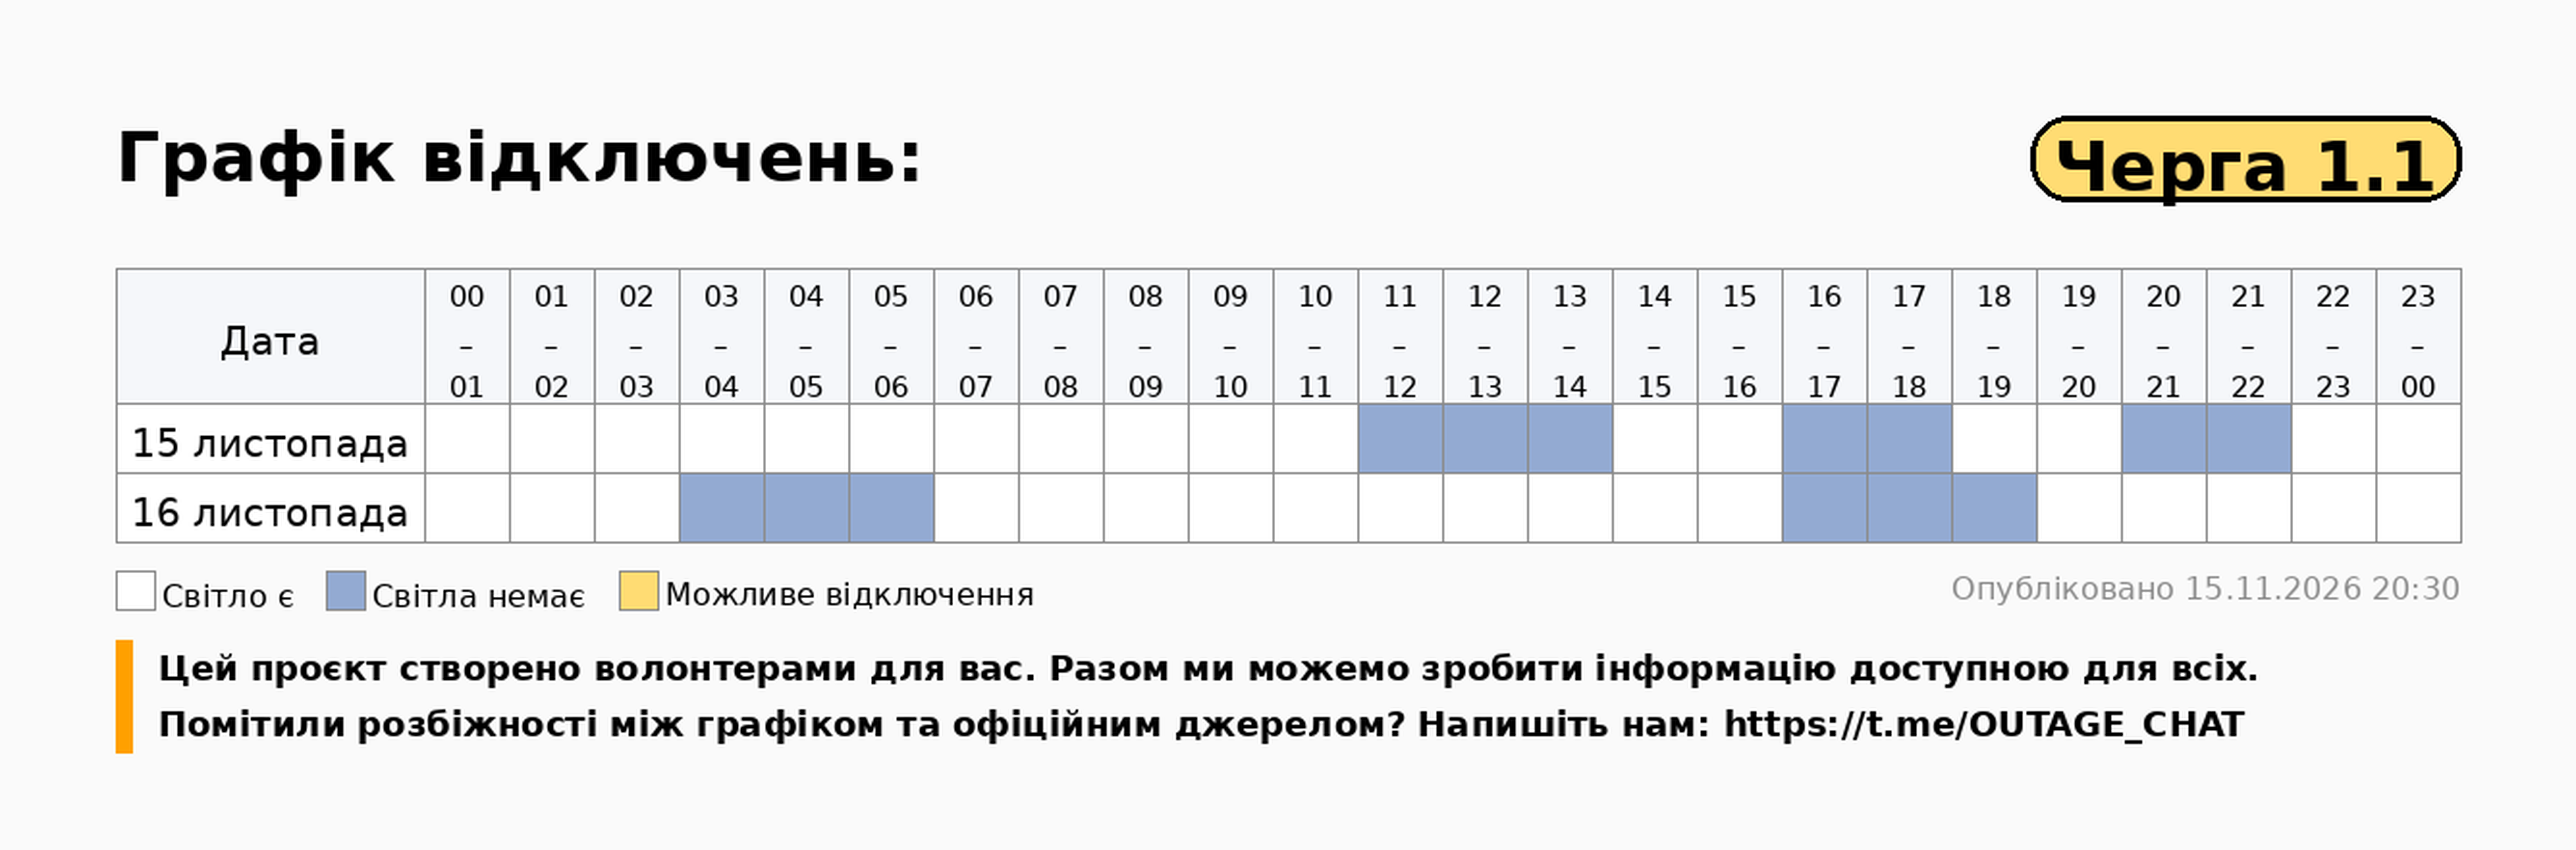 Графік відключень:
Черга 1.1
Дата 00 – 01 01 – 02 02 – 03 03 – 04 04 – 05 05 – 06 06 – 07 07 – 08 08 – 09 09 – 10 10 – 11 11 – 12 12 – 13 13 – 14 14 – 15 15 – 16 16 – 17 17 – 18 18 – 19 19 – 20 20 – 21 21 – 22 22 – 23 23 – 00
15 листопада
16 листопада
Світло є Світла немає Можливе відключення
Опубліковано 15.11.2026 20:30
Цей проєкт створено волонтерами для вас. Разом ми можемо зробити інформацію доступною для всіх.
Помітили розбіжності між графіком та офіційним джерелом? Напишіть нам: https://t.me/OUTAGE_CHAT